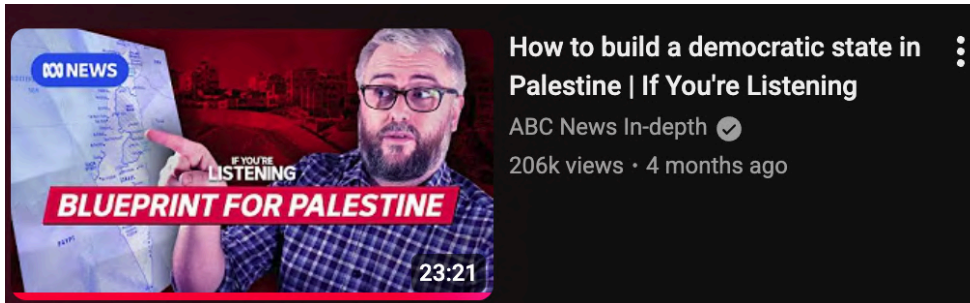 NEWS
IF YOU'RE
LISTENING
BLUEPRINT FOR PALESTINE
23:21
How to build a democratic state in
Palestine | If You're Listening
ABC News In-depth
206k views • 4 months ago